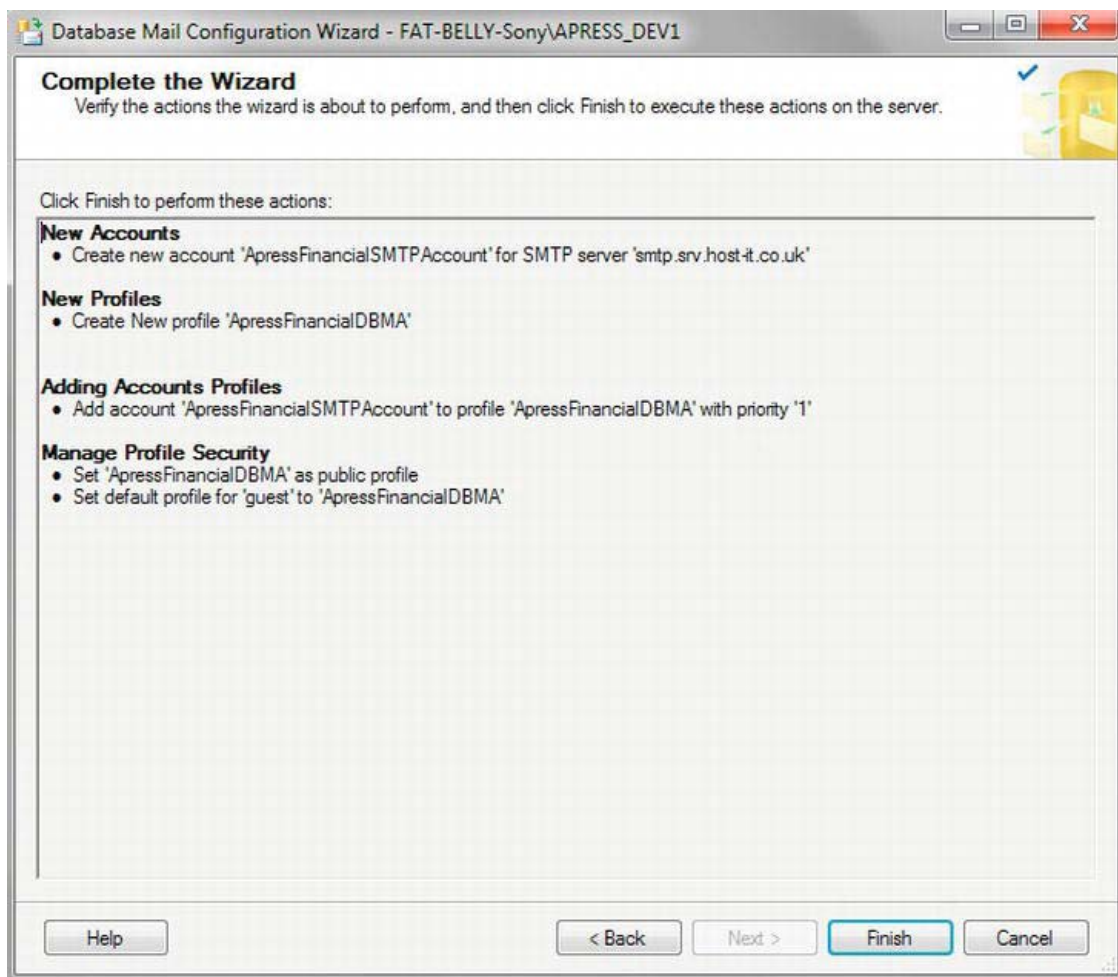 Database Mail Configuration Wizard - FAT-BELLY-Sony\APRESS_DEV1
Complete the Wizard
Verify the actions the wizard is about to perform, and then click Finish to execute these actions on the server.
Click Finish to perform these actions:
New Accounts
• Create new account 'ApressFinancialSMTPAccount' for SMTP server 'smtp.srv.host-it.co.uk'
New Profiles
• Create New profile 'ApressFinancialDBMA'
Adding Accounts Profiles
• Add account 'ApressFinancialSMTPAccount' to profile 'ApressFinancialDBMA' with priority '1'
Manage Profile Security
• Set 'ApressFinancialDBMA' as public profile
• Set default profile for 'guest' to 'ApressFinancialDBMA'
Help < Back Next > Finish Cancel